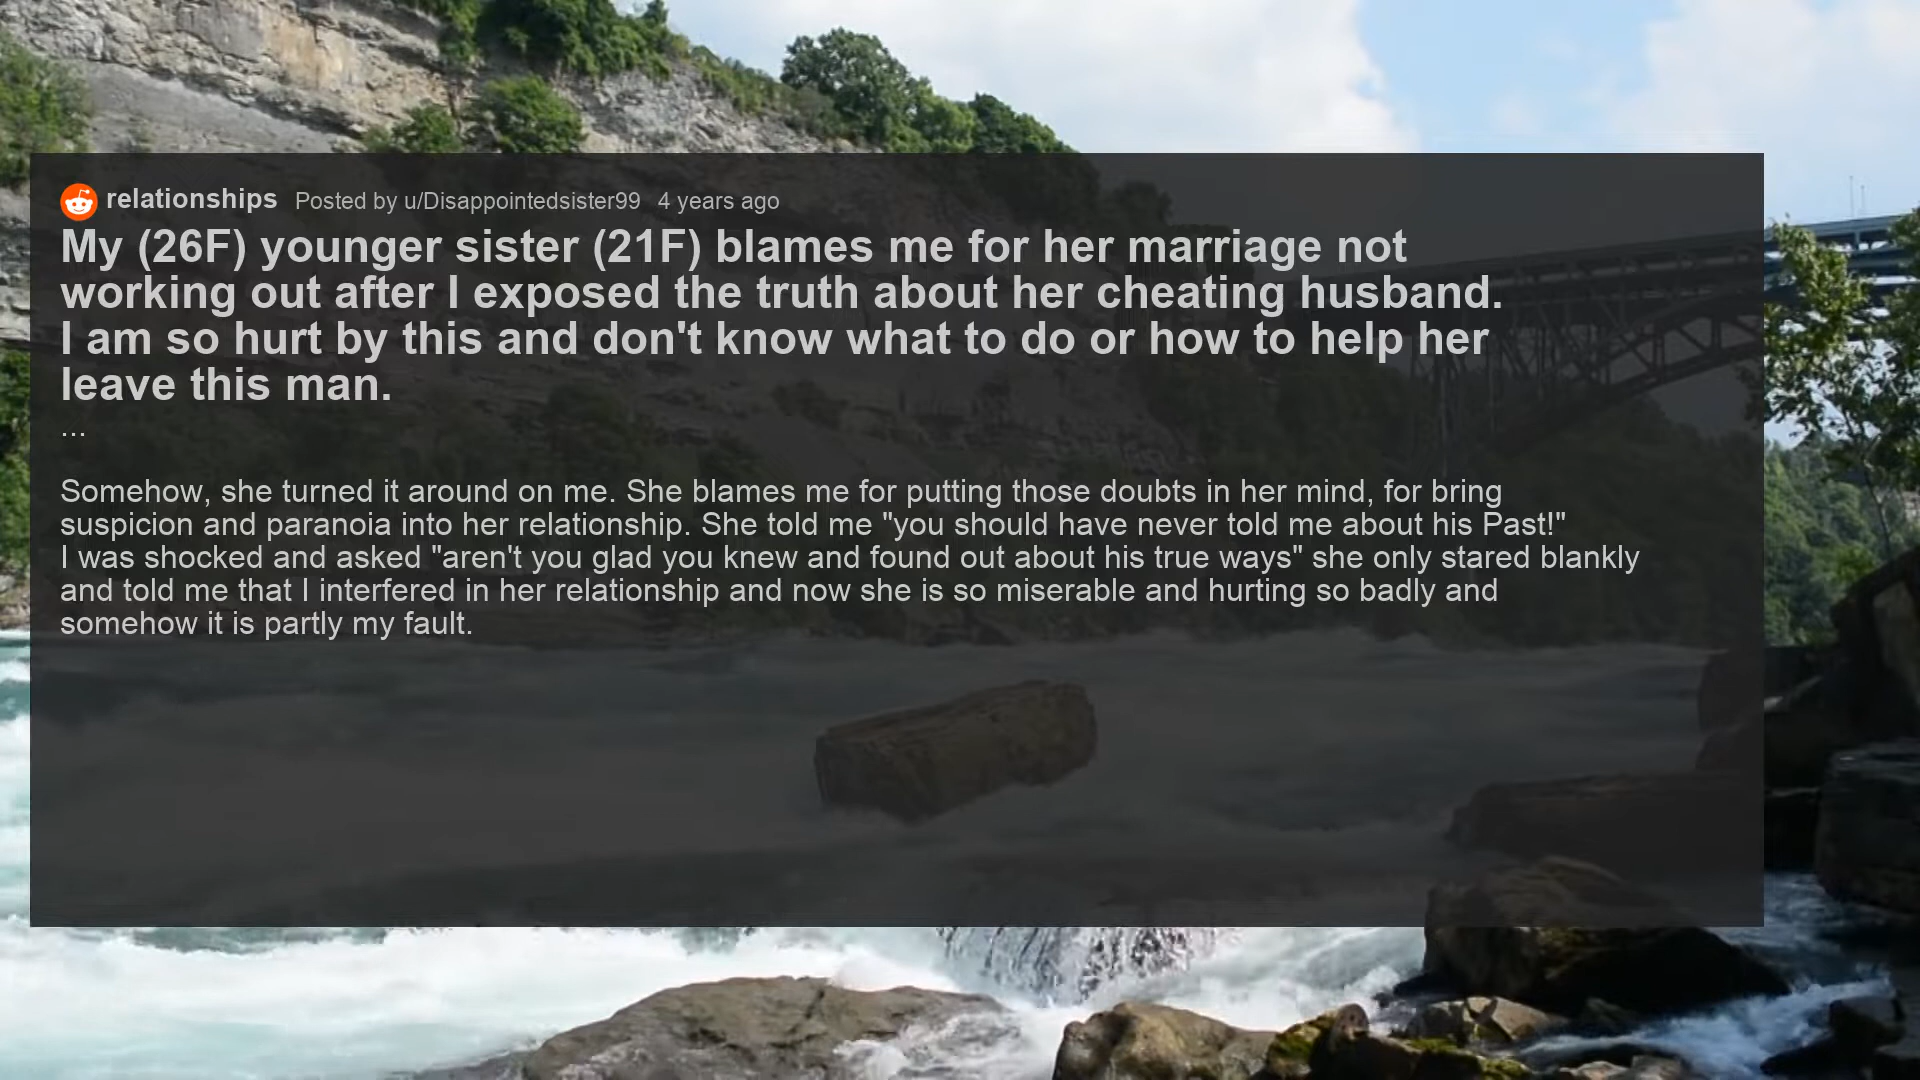 relationships Posted by u/Disappointedsister99 4 years ago
My (26F) younger sister (21F) blames me for her marriage not
working out after I exposed the truth about her cheating husband.
I am so hurt by this and don't know what to do or how to help her
leave this man.
...
Somehow, she turned it around on me. She blames me for putting those doubts in her mind, for bring
suspicion and paranoia into her relationship. She told me "you should have never told me about his Past!"
I was shocked and asked "aren't you glad you knew and found out about his true ways" she only stared blankly
and told me that I interfered in her relationship and now she is so miserable and hurting so badly and
somehow it is partly my fault.